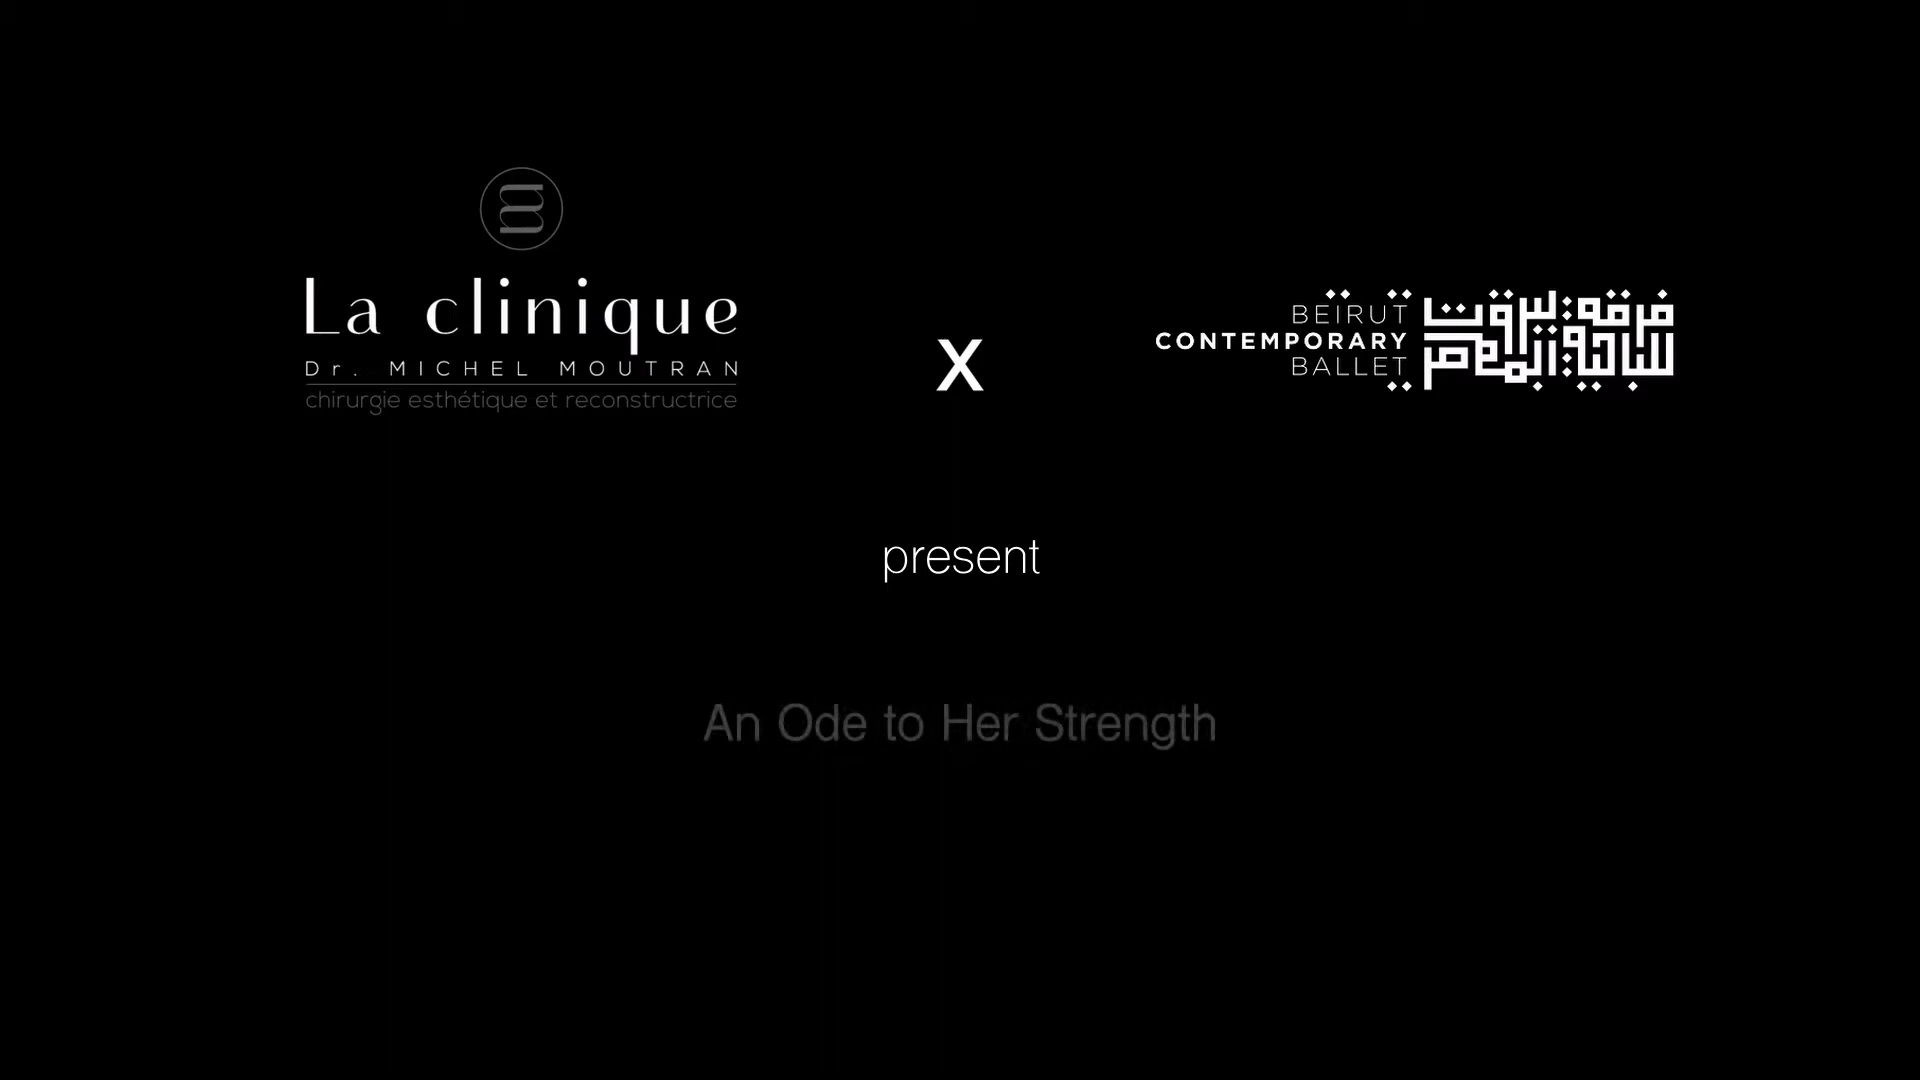 La clinique
Dr. MICHEL MOUTRAN
chirurgie esthétique et reconstructrice
x
BEIRUT
CONTEMPORARY
BALLET
present
An Ode to Her Strength